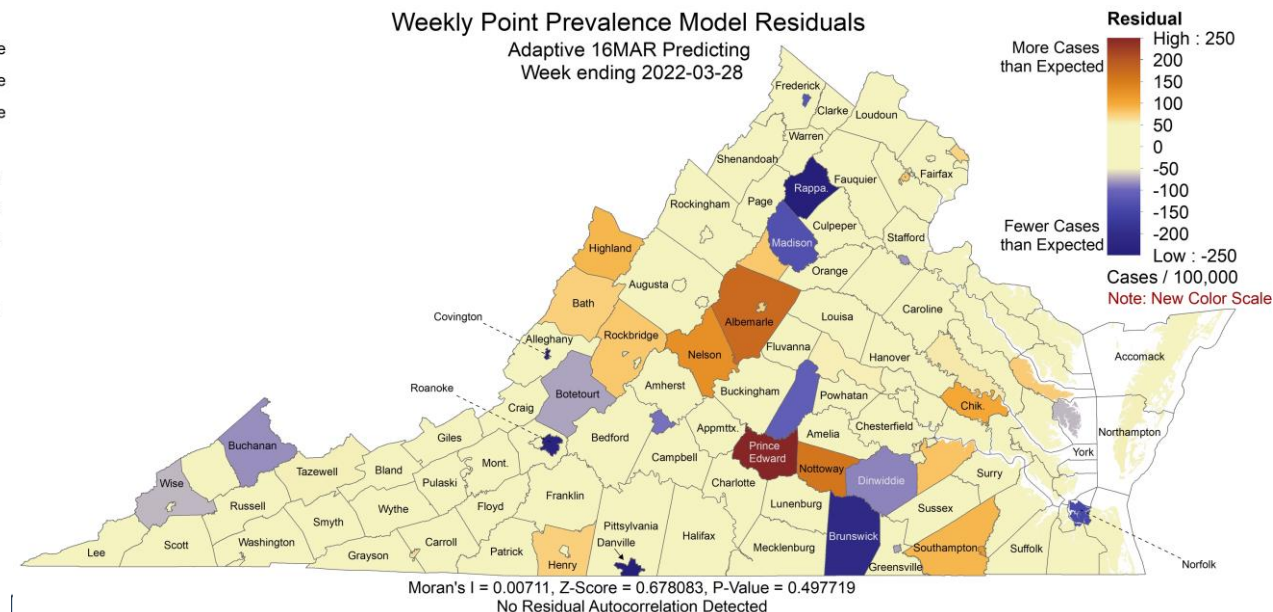 Weekly Point Prevalence Model Residuals
Adaptive 16MAR Predicting
Week ending 2022-03-28
e
e
e
Residual
More Cases
than Expected
High : 250
200
150
100
50
0
-50
-100
-150
-200
Low : -250
Fewer Cases
than Expected
Cases / 100,000
Note: New Color Scale
Frederick
Clarke
Loudoun
Warren
Shenandoah
Fairfax
Fauquier
Rappa.
Page
Rockingham
Culpeper
Stafford
Madison
Highland
Orange
Augusta
Caroline
Bath
Albemarle
Louisa
Covington
Rockbridge
Alleghany
Nelson
Fluvanna
Hanover
Accomack
Roanoke
Amherst
Buckingham
Botetourt
Powhatan
Chik.
Craig
Appmttx.
Chesterfield
Northampton
Amelia
Bedford
Giles
Prince
Edward
York
Buchanan
Campbell
Nottoway
Tazewell
Bland
Mont.
Dinwiddie
Surry
Wise
Pulaski
Charlotte
Russell
Franklin
Lunenburg
Sussex
Wythe
Floyd
Smyth
Pittsylvania
Halifax
Brunswick
Washington
Carroll
Danville
Southampton
Scott
Lee
Grayson
Patrick
Henry
Mecklenburg
Suffolk
Greensville
Norfolk
Moran's I = 0.00711, Z-Score = 0.678083, P-Value = 0.497719
No Residual Autocorrelation Detected